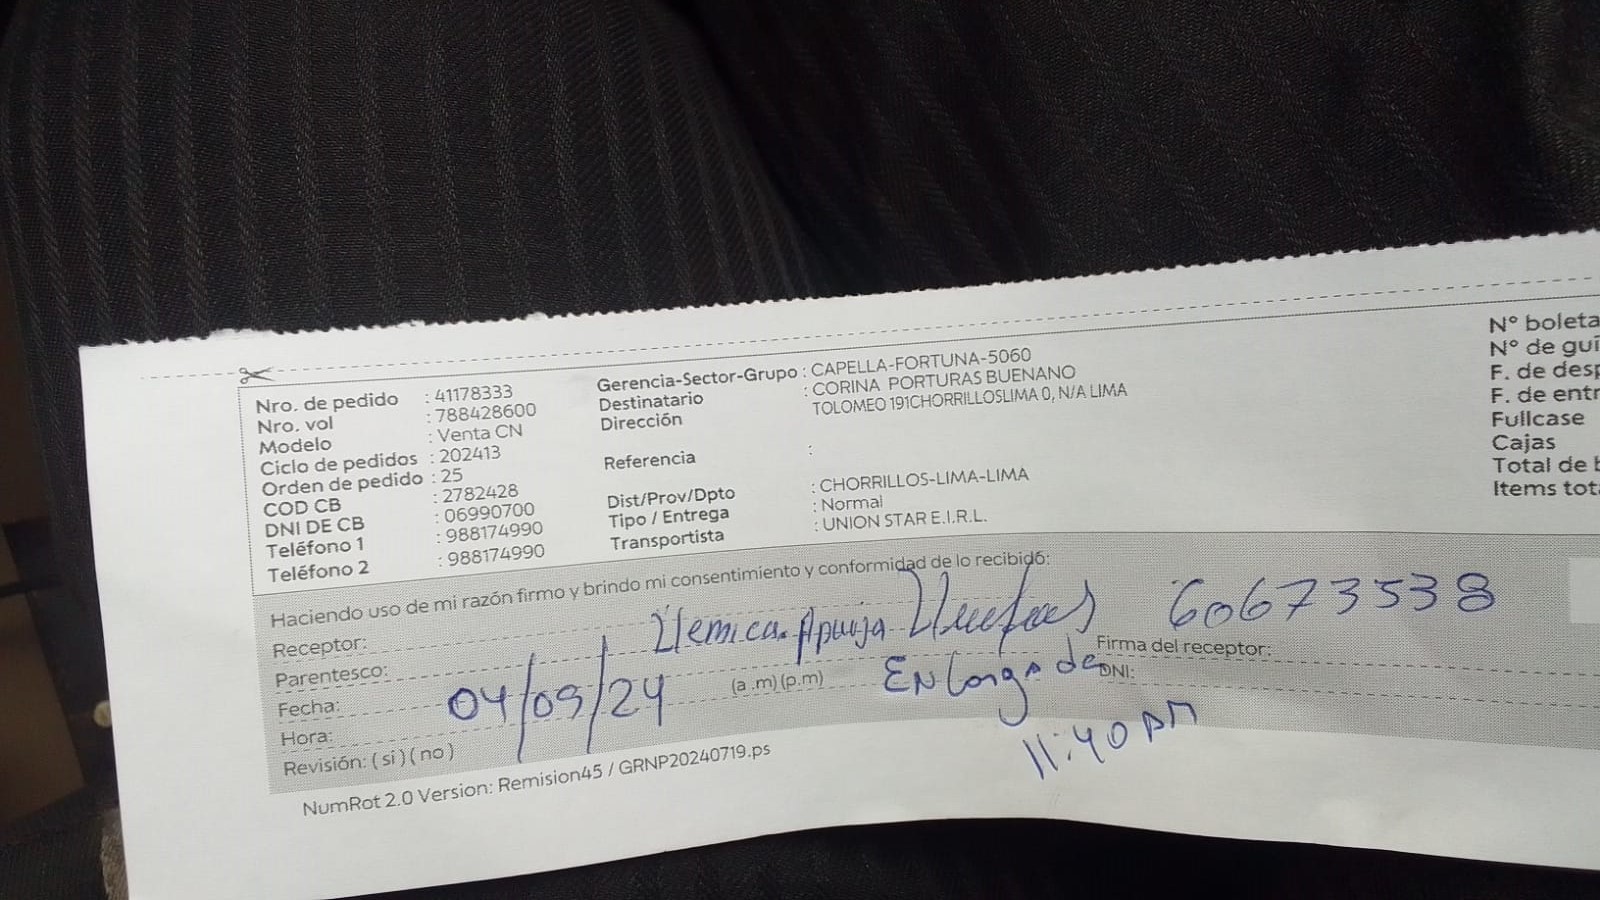 Nro. de pedido : 41178333
Nro. vol : 788428600
Modelo : Venta CN
Ciclo de pedidos : 202413
Orden de pedido : 25
COD CB : 2782428
DNI DE CB : 06990700
Teléfono 1 : 988174990
Teléfono 2 : 988174990
Gerencia-Sector-Grupo : CAPELLA-FORTUNA-5060
Destinatario : CORINA PORTURAS BUENANO
Dirección TOLOMEO 191CHORRILLOSLIMA 0, N/A LIMA
Referencia :
Dist/Prov/Dpto : CHORRILLOS-LIMA-LIMA
Tipo / Entrega : Normal
Transportista : UNION STAR E.I.R.L.
N° boleta
N° de gui
F. de desp
F. de entr
Fullcase
Cajas
Total de b
Items tota
Haciendo uso de mi razón firmo y brindo mi consentimiento y conformidad de lo recibido:
Receptor: 60673538
Parentesco:
Fecha: 04/09/24
Hora: (a .m) (p.m)
Revisión: ( si ) ( no )
Firma del receptor:
DNI:
11:40
NumRot 2.0 Version: Remision45 / GRNP20240719.ps